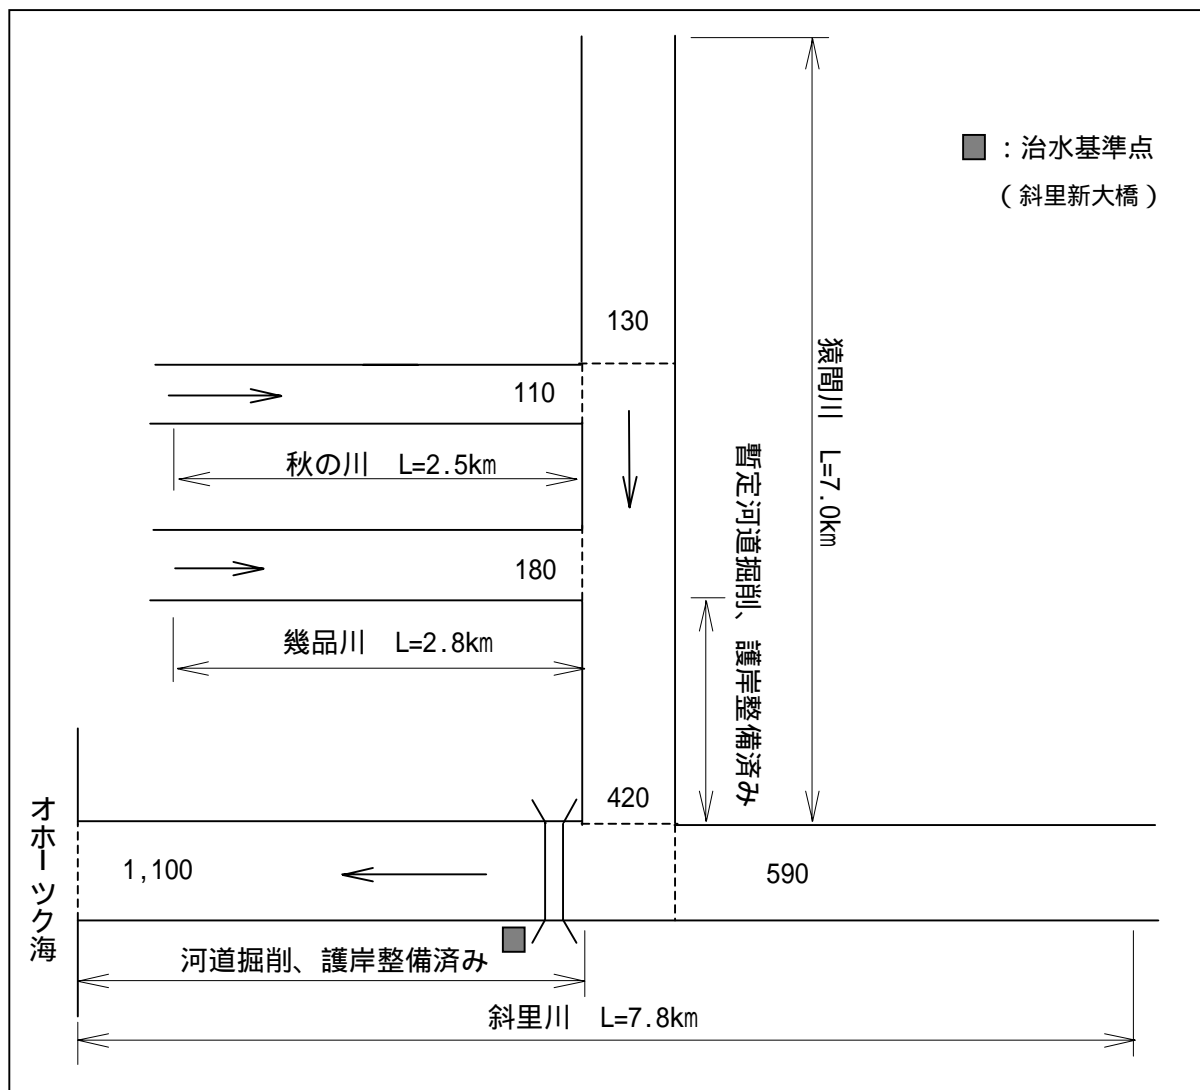 ■ : 治水基準点
( 斜里新大橋 )
130
猿間川 L=7.0㎞
110
秋の川 L=2.5㎞
暫定河道掘削、護岸整備済み
180
幾品川 L=2.8㎞
420
オホーツク海
1,100
590
河道掘削、護岸整備済み
斜里川 L=7.8㎞